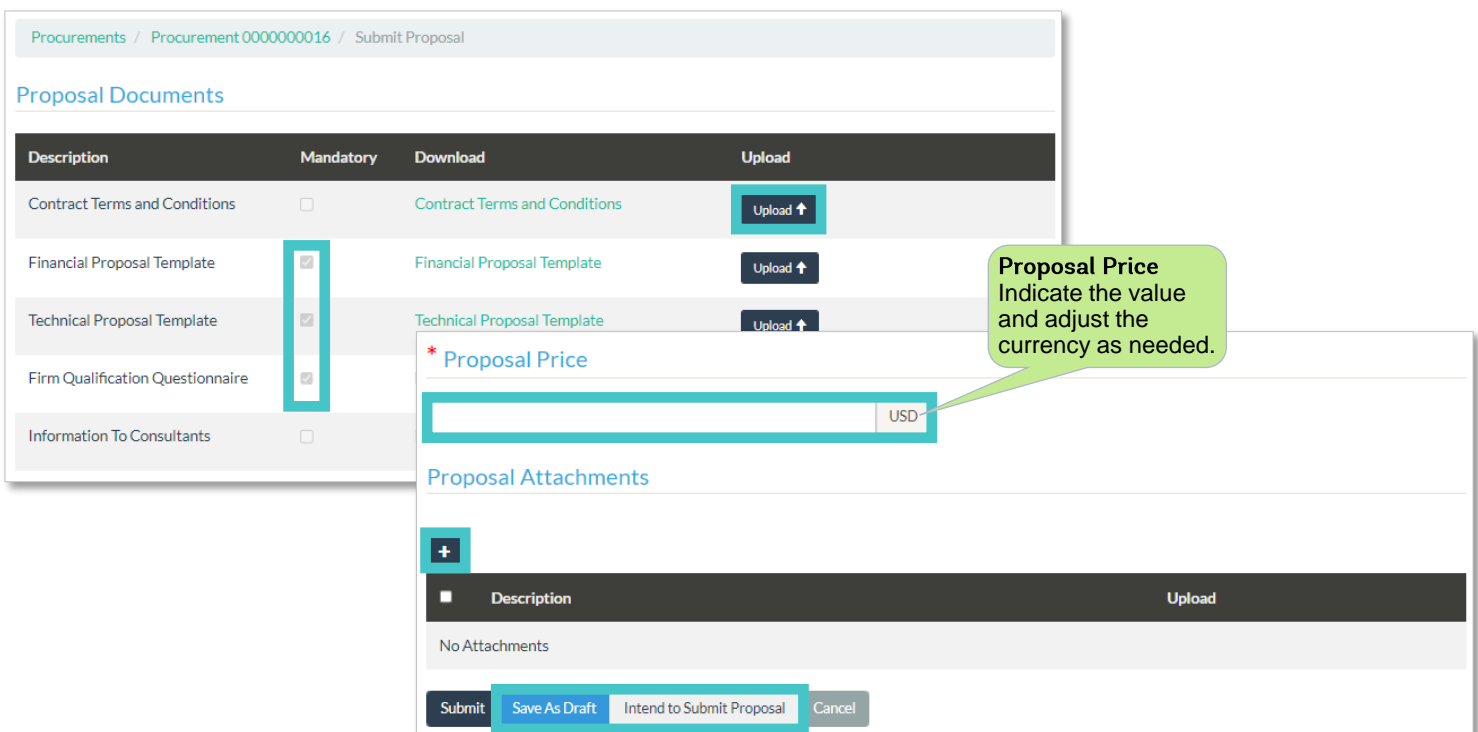 Procurements / Procurement 0000000016 / Submit Proposal
Proposal Documents
Description Mandatory Download Upload
Contract Terms and Conditions Contract Terms and Conditions Upload
Financial Proposal Template Financial Proposal Template Upload
Technical Proposal Template Technical Proposal Template Upload
Firm Qualification Questionnaire
Information To Consultants
Proposal Price
Indicate the value
and adjust the
currency as needed.
* Proposal Price
USD
Proposal Attachments
+
Description Upload
No Attachments
Submit Save As Draft Intend to Submit Proposal Cancel